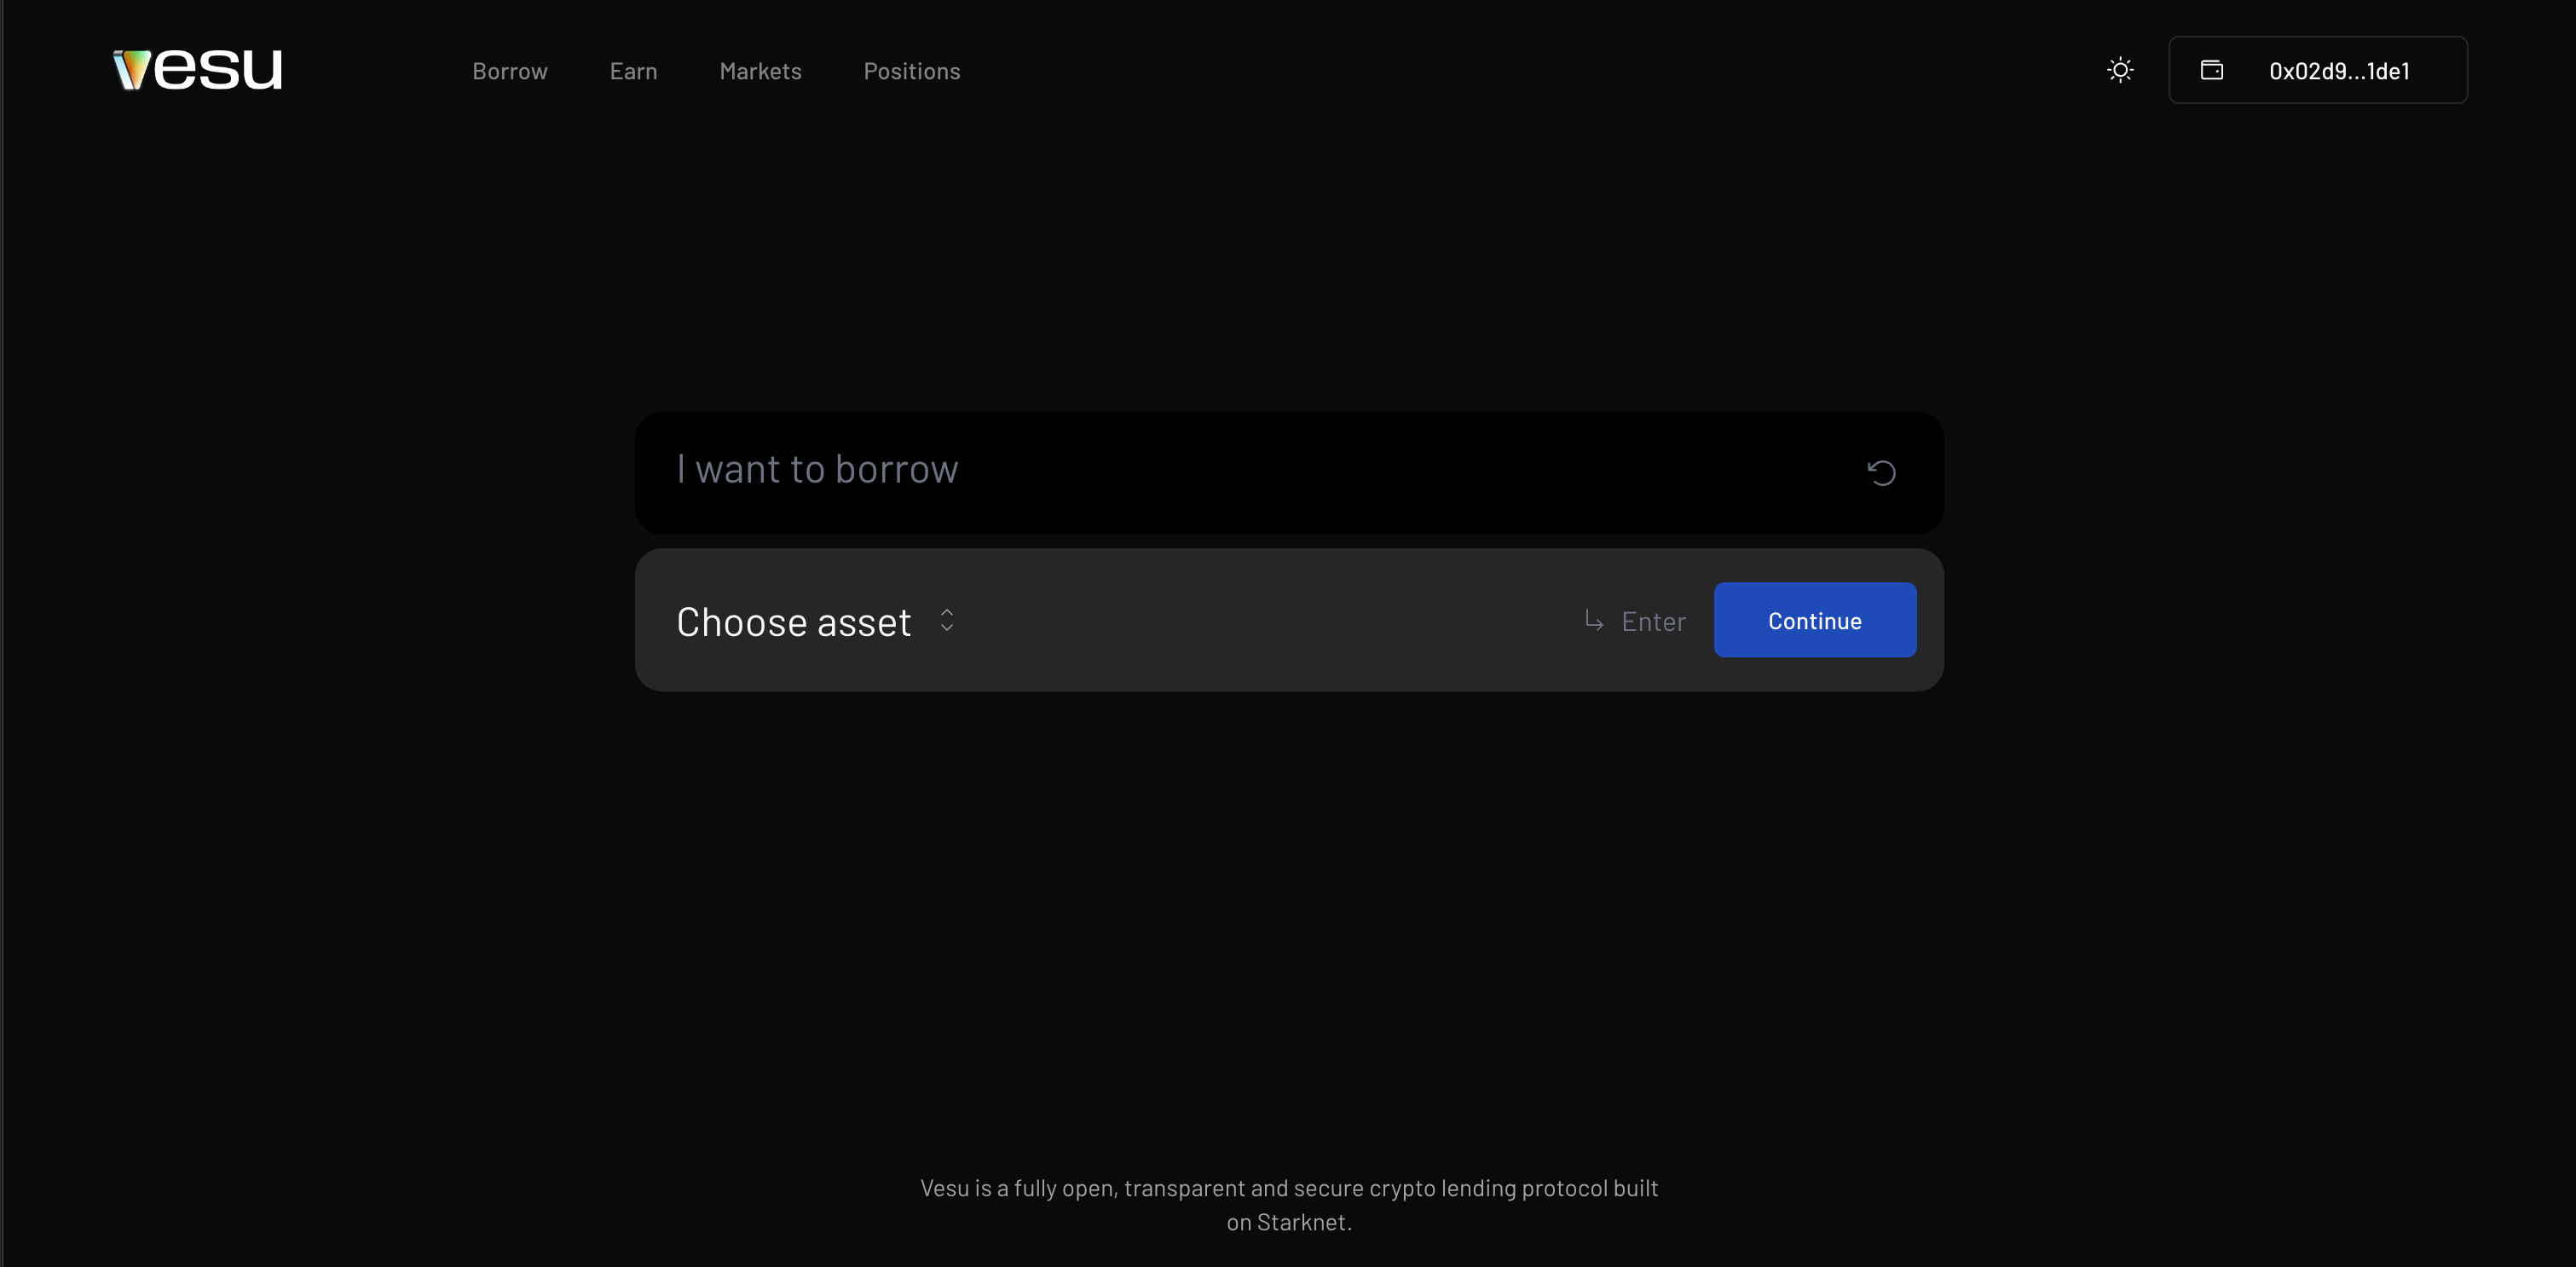 vesu
Borrow
Earn
Markets
Positions
0x02d9...1de1
I want to borrow
Choose asset
Enter
Continue
Vesu is a fully open, transparent and secure crypto lending protocol built
on Starknet.